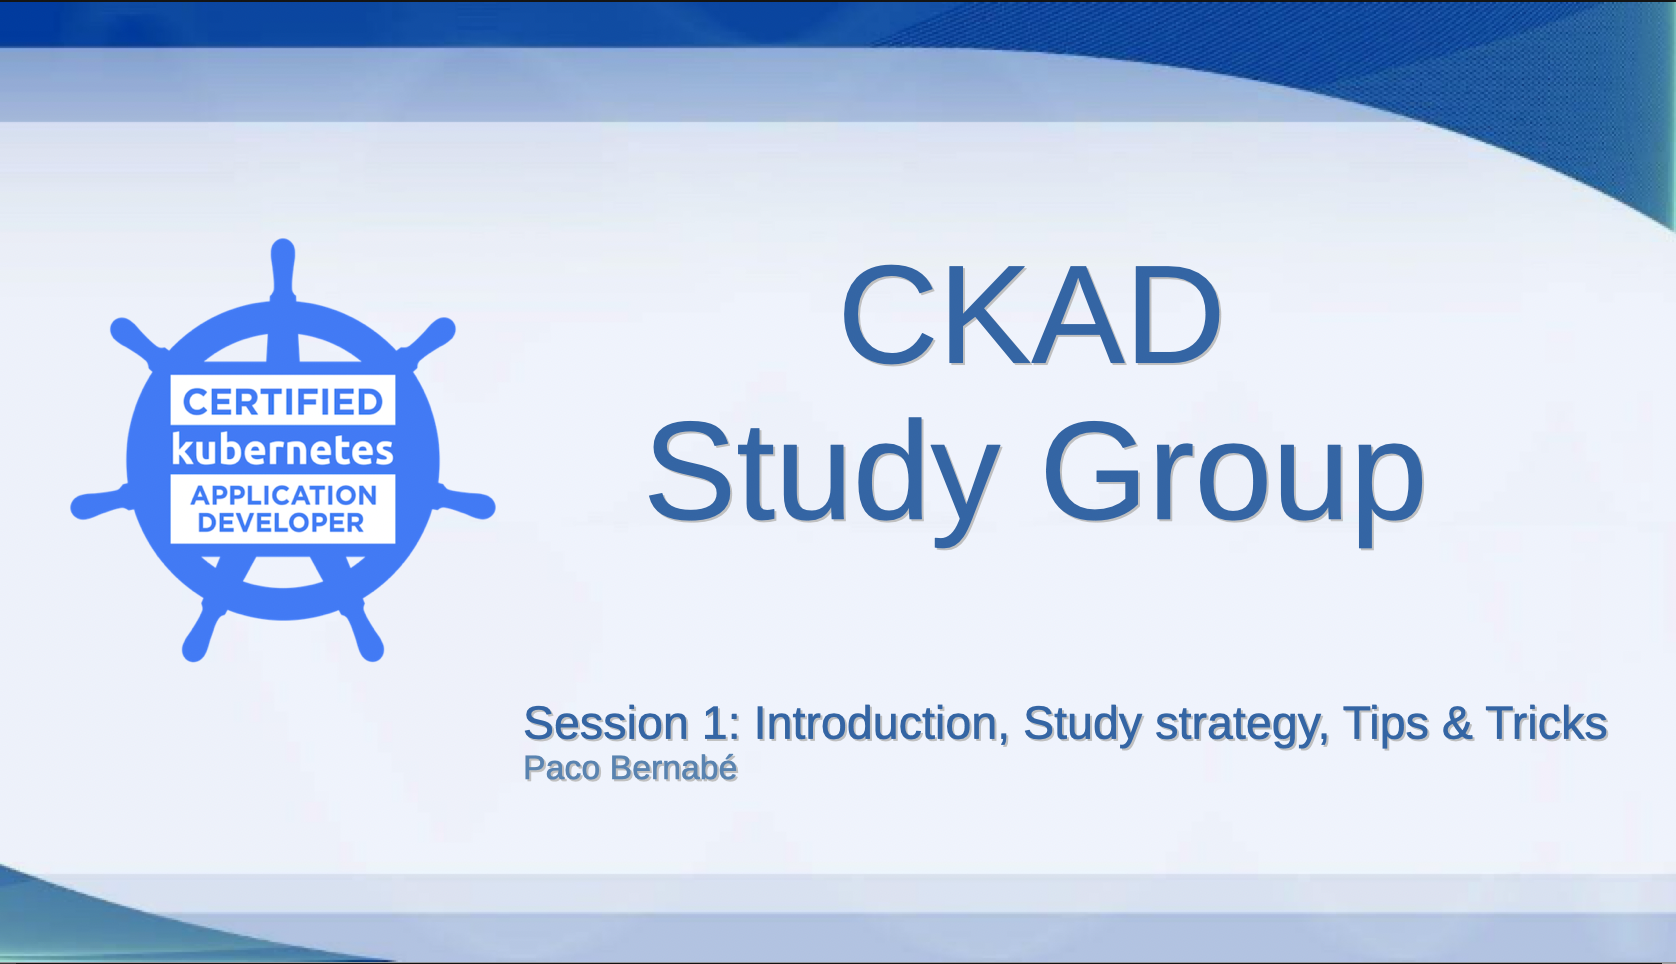 CERTIFIED
kubernetes
APPLICATION
DEVELOPER
CKAD
Study Group
Session 1: Introduction, Study strategy, Tips & Tricks
Paco Bernabé